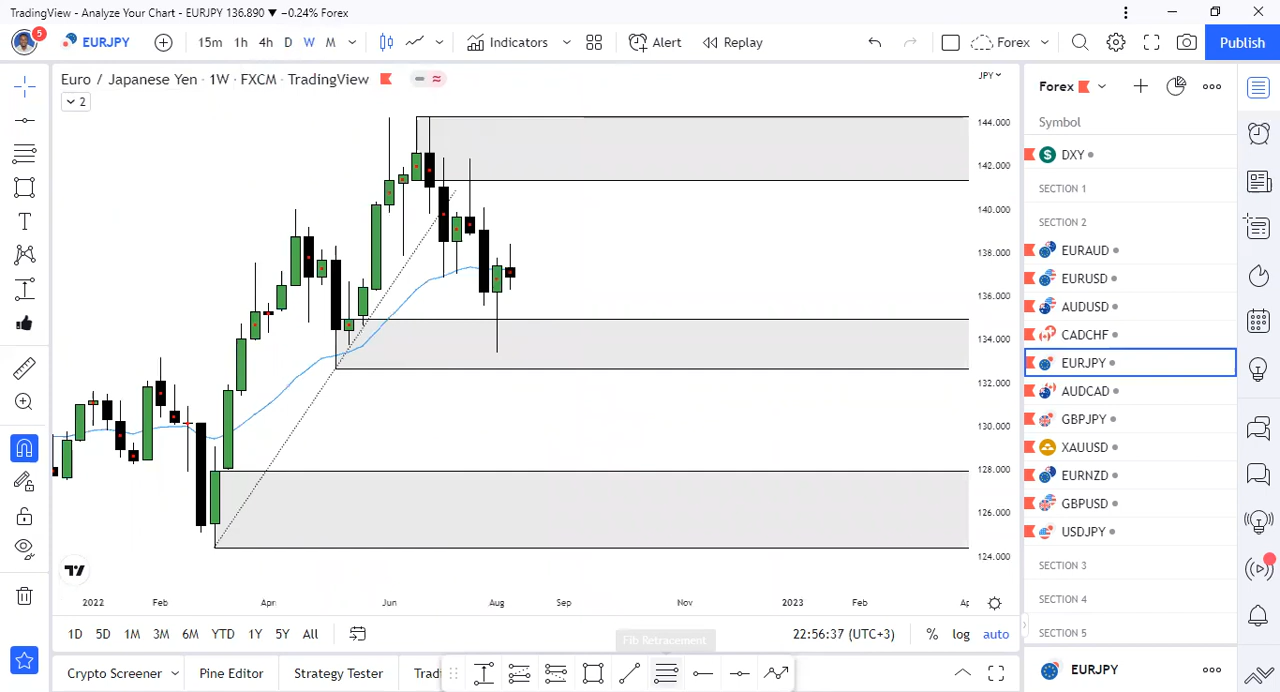 TradingView - Analyze Your Chart - EURJPY 136.890 ▼ −0.24% Forex
5 EURJPY 15m 1h 4h D W M Indicators Alert Replay Forex Publish
Euro / Japanese Yen · 1W · FXCM · TradingView
2
JPY
144.000
142.000
140.000
138.000
136.000
134.000
132.000
130.000
128.000
126.000
124.000
2022 Feb Apr Jun Aug Sep Nov 2023 Feb Ap
1D 5D 1M 3M 6M YTD 1Y 5Y All 22:56:37 (UTC+3) % log auto
Fib Retracement
Crypto Screener Pine Editor Strategy Tester Tradi
Forex
Symbol
DXY
SECTION 1
SECTION 2
EURAUD
EURUSD
AUDUSD
CADCHF
EURJPY
AUDCAD
GBPJPY
XAUUSD
EURNZD
GBPUSD
USDJPY
SECTION 3
SECTION 4
SECTION 5
EURJPY